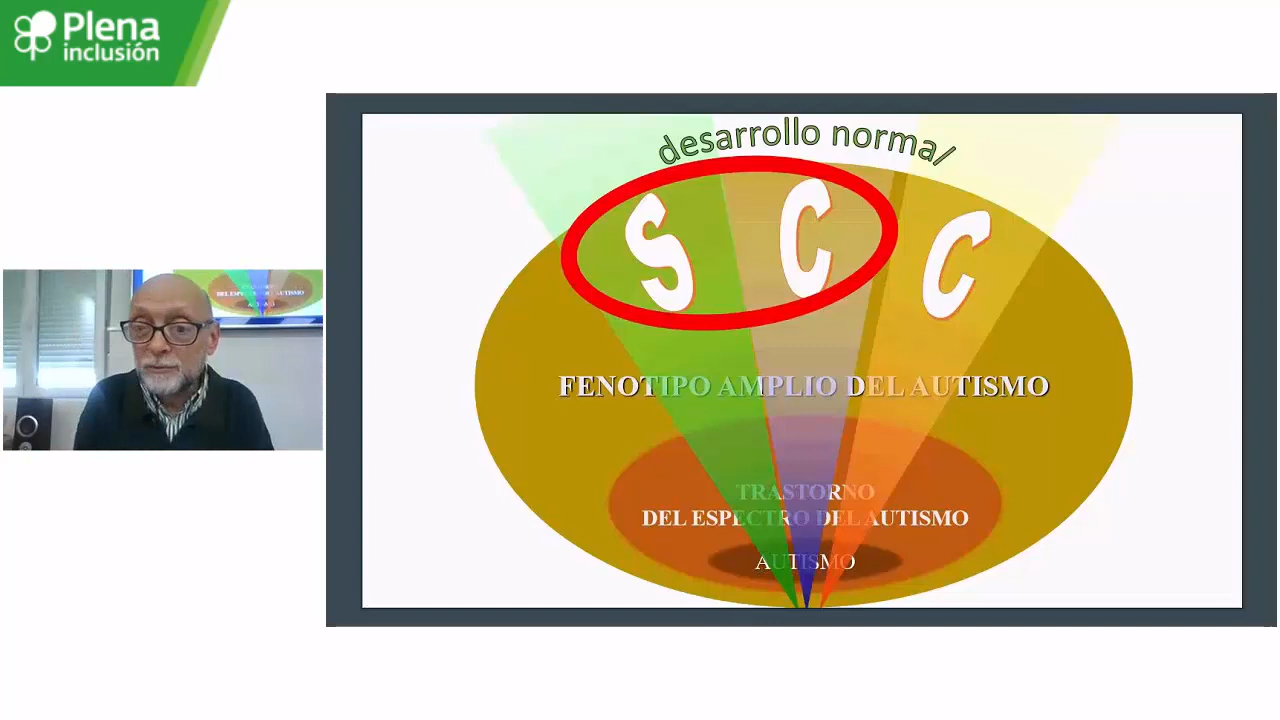 Plena
inclusión
desarrollo normal
S C C
FENOTIPO AMPLIO DEL AUTISMO
TRASTORNO
DEL ESPECTRO DEL AUTISMO
AUTISMO